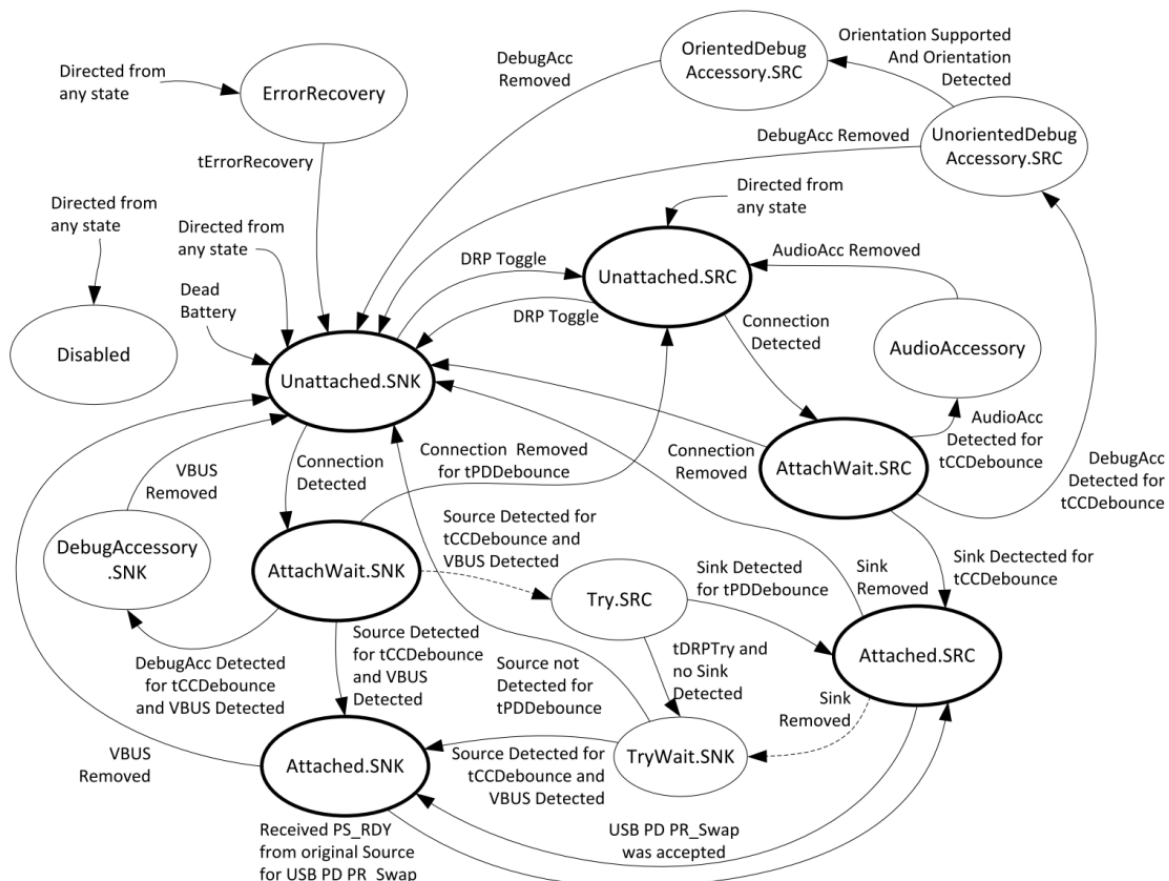 Directed from
any state
ErrorRecovery
tErrorRecovery
DebugAcc
Removed
OrientedDebug
Accessory.SRC
Orientation Supported
And Orientation
Detected
DebugAcc Removed
UnorientedDebug
Accessory.SRC
Directed from
any state
Directed from
any state
Directed from
any state
DRP Toggle
Unattached.SRC
AudioAcc Removed
Dead
Battery
DRP Toggle
Connection
Detected
AudioAccessory
Disabled
Unattached.SNK
AudioAcc
Detected for
tCCDebounce
VBUS
Removed
Connection
Detected
Connection  Removed
for tPDDebounce
Connection
Removed
AttachWait.SRC
DebugAcc
Detected for
tCCDebounce
DebugAccessory
.SNK
AttachWait.SNK
Source Detected for
tCCDebounce and
VBUS Detected
Try.SRC
Sink Detected
for tPDDebounce
Sink
Removed
Sink Dectected for
tCCDebounce
DebugAcc Detected
for tCCDebounce
and VBUS Detected
Source Detected
for tCCDebounce
and VBUS
Detected
Source not
Detected for
tPDDebounce
tDRPTry and
no Sink
Detected
Attached.SRC
Sink
Removed
VBUS
Removed
Attached.SNK
Source Detected for
tCCDebounce and
VBUS Detected
TryWait.SNK
Received PS_RDY
from original Source
for USB PD PR_Swap
USB PD PR_Swap
was accepted